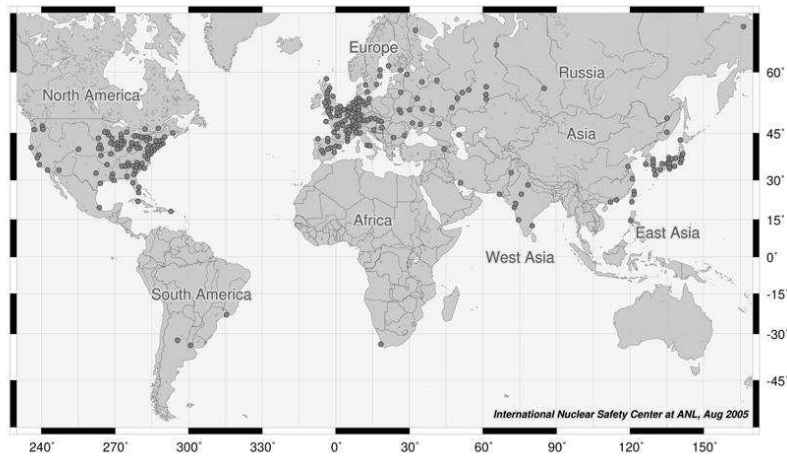 Europe
60°
North America
Russia
45°
Asia
30°
15°
Africa
East Asia
West Asia
0°
South America
-15°
-30°
-45°
International Nuclear Safety Center at ANL, Aug 2005
240° 270° 300° 330° 0° 30° 60° 90° 120° 150°